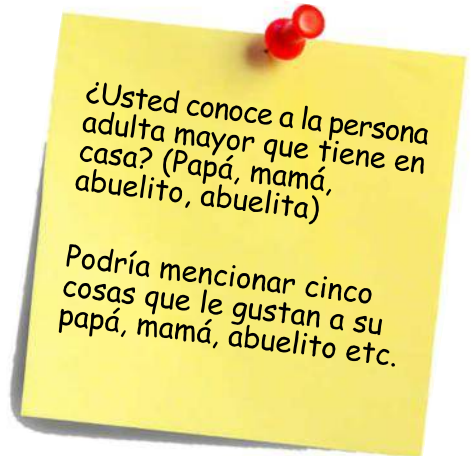 ¿Usted conoce a la persona
adulta mayor que tiene en
casa? (Papá, mamá,
abuelito, abuelita)
Podría mencionar cinco
cosas que le gustan a su
papá, mamá, abuelito etc.